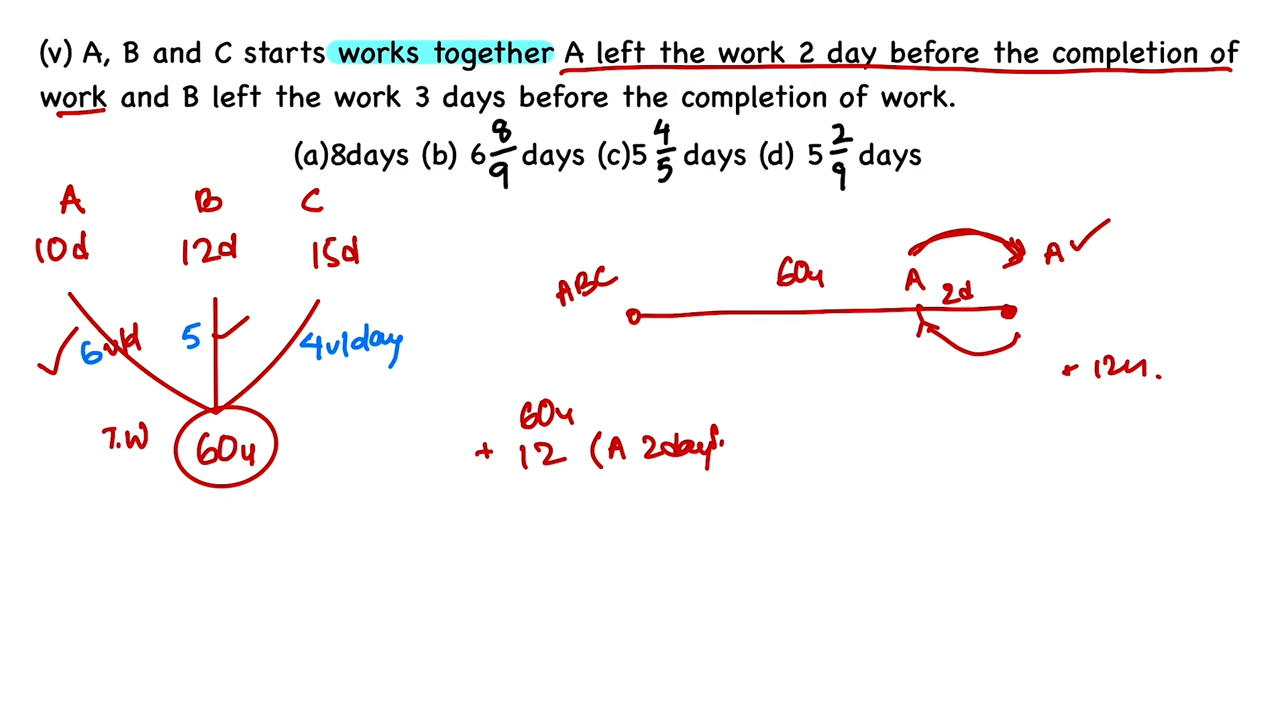 (v) A, B and C starts works together A left the work 2 day before the completion of
work and B left the work 3 days before the completion of work.
(a)8days (b) 6 8/9 days (c)5 4/5 days (d) 5 2/9 days
A B C
10d 12d 15d
ABC 60u A 2d A
6u/d 5 4u/day
+ 12u.
60u
T.W 60u
+ 12 (A 2days.